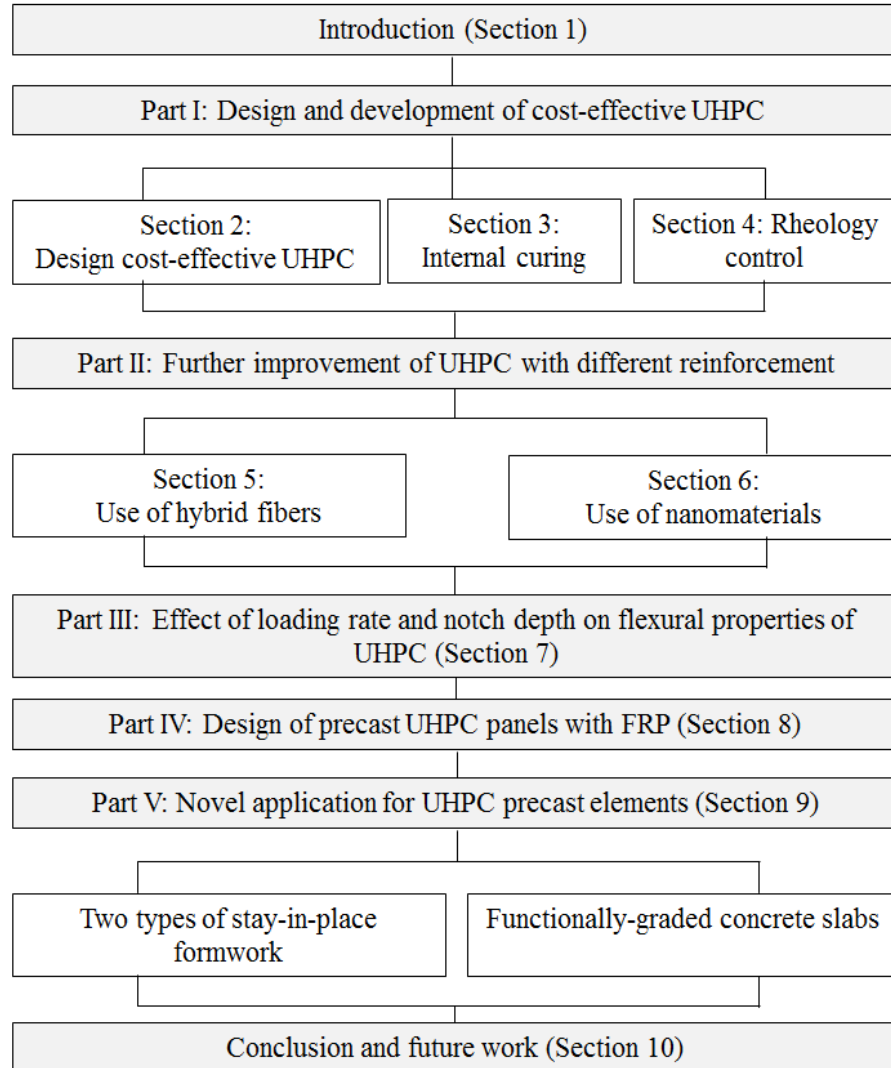 Introduction (Section 1)
Part I: Design and development of cost-effective UHPC
Section 2:
Design cost-effective UHPC
Section 3:
Internal curing
Section 4: Rheology
control
Part II: Further improvement of UHPC with different reinforcement
Section 5:
Use of hybrid fibers
Section 6:
Use of nanomaterials
Part III: Effect of loading rate and notch depth on flexural properties of
UHPC (Section 7)
Part IV: Design of precast UHPC panels with FRP (Section 8)
Part V: Novel application for UHPC precast elements (Section 9)
Two types of stay-in-place
formwork
Functionally-graded concrete slabs
Conclusion and future work (Section 10)